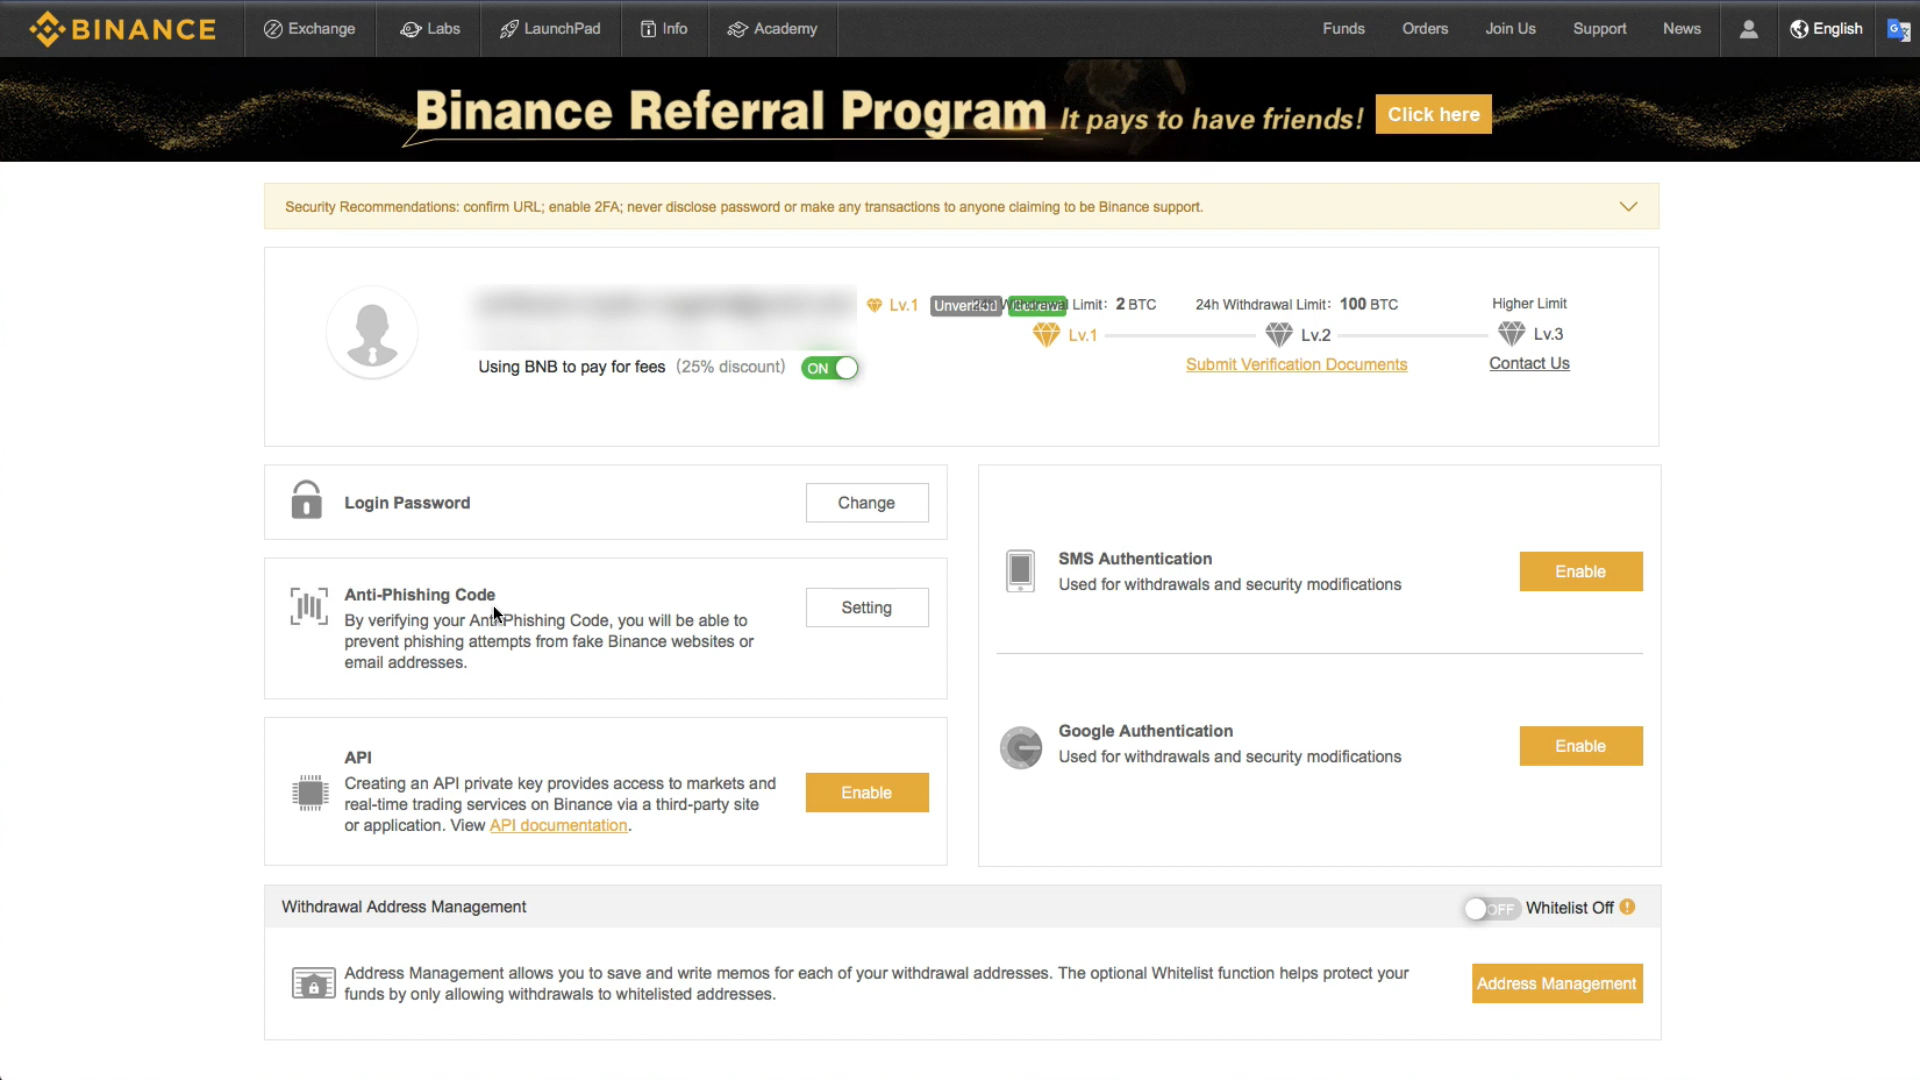 BINANCE
Exchange
Labs
LaunchPad
Info
Academy
Funds
Orders
Join Us
Support
News
English
Binance Referral Program It pays to have friends! Click here
Security Recommendations: confirm URL; enable 2FA; never disclose password or make any transactions to anyone claiming to be Binance support.
Lv.1
24h Withdrawal Limit: 2 BTC
24h Withdrawal Limit: 100 BTC
Higher Limit
Lv.1
Lv.2
Lv.3
Submit Verification Documents
Contact Us
Using BNB to pay for fees (25% discount) ON
Login Password
Change
Anti-Phishing Code
By verifying your Anti-Phishing Code, you will be able to
prevent phishing attempts from fake Binance websites or
email addresses.
Setting
API
Creating an API private key provides access to markets and
real-time trading services on Binance via a third-party site
or application. View API documentation.
Enable
SMS Authentication
Used for withdrawals and security modifications
Enable
Google Authentication
Used for withdrawals and security modifications
Enable
Withdrawal Address Management
OFF Whitelist Off
Address Management allows you to save and write memos for each of your withdrawal addresses. The optional Whitelist function helps protect your
funds by only allowing withdrawals to whitelisted addresses.
Address Management